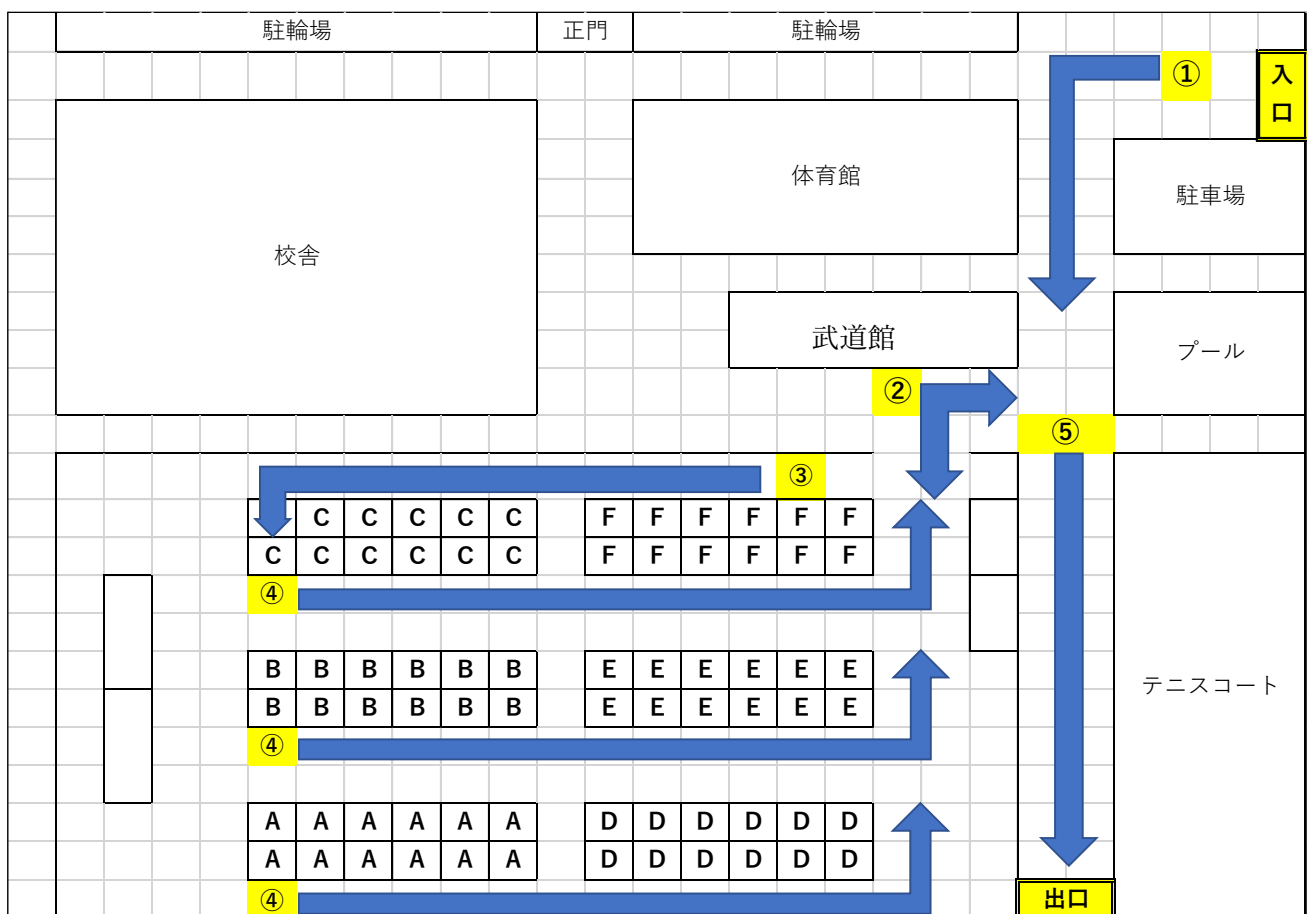 駐輪場 正門 駐輪場
① 入口
体育館
駐車場
校舎
武道館
プール
②
⑤
③
C C C C C F F F F F F
C C C C C C F F F F F F
④
B B B B B B E E E E E E
テニスコート
B B B B B B E E E E E E
④
A A A A A A D D D D D D
A A A A A A D D D D D D
④ 出口